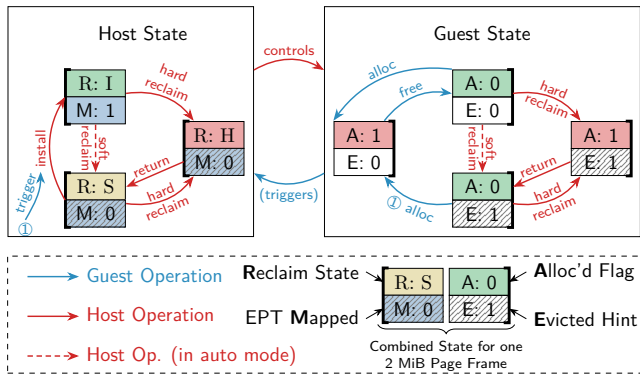 Host State
R: I
M: 1
hard
reclaim
R: H
M: 0
soft
reclaim
install
trigger
①
R: S
M: 0
return
hard
reclaim
controls
(triggers)
Guest State
alloc
free
A: 0
E: 0
hard
reclaim
A: 1
E: 0
A: 1
E: 1
soft
reclaim
return
A: 0
E: 1
① alloc
hard
reclaim
Guest Operation
Host Operation
Host Op. (in auto mode)
Reclaim State
EPT Mapped
R: S
M: 0
A: 0
E: 1
Alloc'd Flag
Evicted Hint
Combined State for one
2 MiB Page Frame